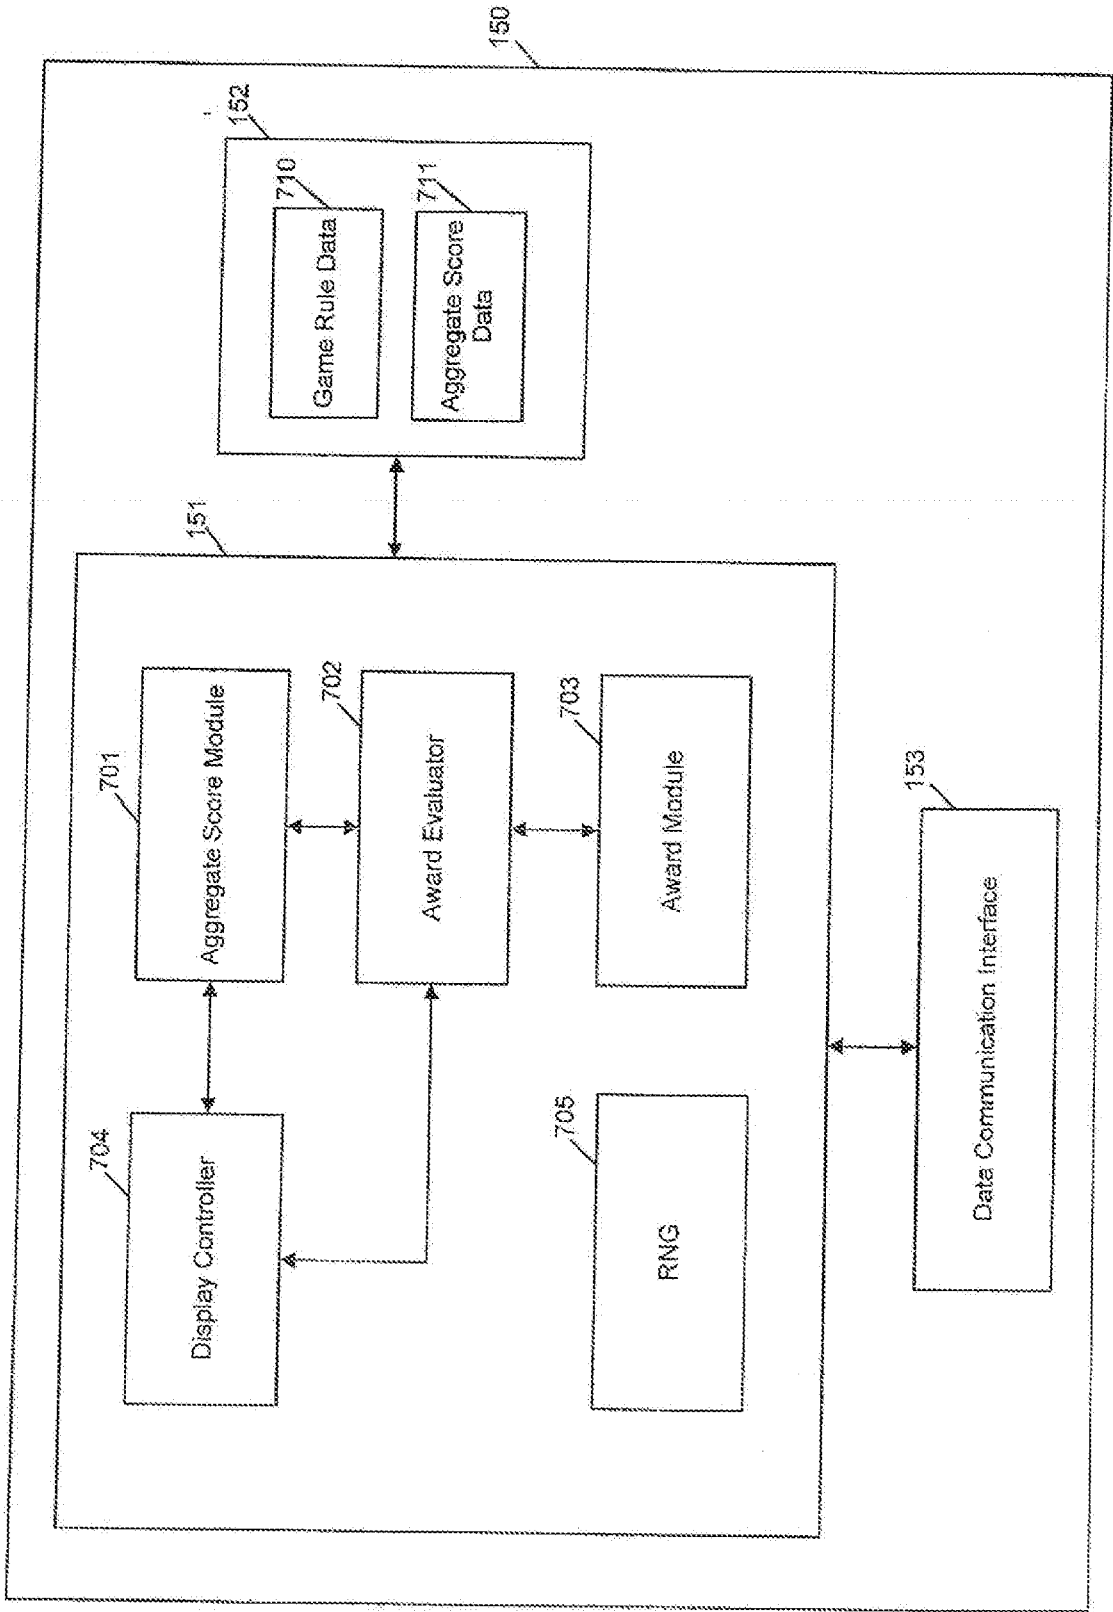 150
152
710
Game Rule Data
711
Aggregate Score
Data
151
704
Display Controller
701
Aggregate Score Module
702
Award Evaluator
705
RNG
703
Award Module
153
Data Communication Interface